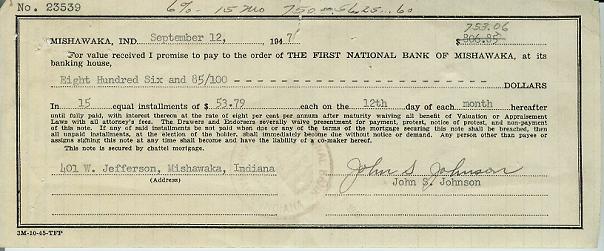 No. 23539
6% - 15 Mo 750.00 56.25 .60
753.06
MISHAWAKA, IND. September 12, 1947
$806.85
For value received I promise to pay to the order of THE FIRST NATIONAL BANK OF MISHAWAKA, at its
banking house,
Eight Hundred Six and 85/100 - - - - - - - - - - - - - - - - - - - - - - - - - - - - DOLLARS
In 15 equal installments of $ 53.79 each on the 12th day of each month hereafter
until fully paid, with interest thereon at the rate of eight per cent per annum after maturity waiving all benefit of Valuation or Appraisement
Laws with all attorney's fees. The Drawers and Endorsers severally waive presentment for payment, protest, notice of protest, and non-payment
of this note. If any of said installments be not paid when due or any of the terms of the mortgage securing this note shall be breached, then
all unpaid installments, at the election of the holder, shall immediately become due without notice or demand. Any person other than payee or
assigns signing this note at any time shall become and have the liability of a co-maker hereof.
This note is secured by chattel mortgage.
401 W. Jefferson, Mishawaka, Indiana
John S Johnson
(Address)
John S. Johnson
3M-10-45-TFP